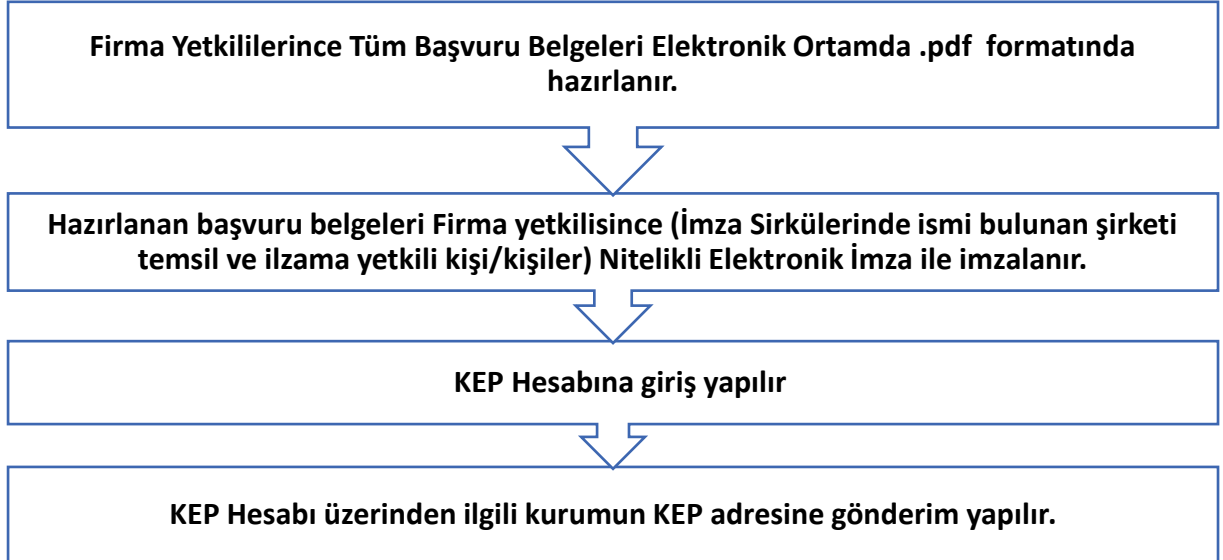 Firma Yetkililerince Tüm Başvuru Belgeleri Elektronik Ortamda .pdf formatında
hazırlanır.
Hazırlanan başvuru belgeleri Firma yetkilisince (İmza Sirkülerinde ismi bulunan şirketi
temsil ve ilzama yetkili kişi/kişiler) Nitelikli Elektronik İmza ile imzalanır.
KEP Hesabına giriş yapılır
KEP Hesabı üzerinden ilgili kurumun KEP adresine gönderim yapılır.